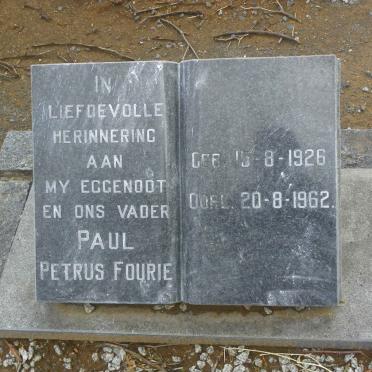 IN
LIEFDEVOLLE
HERINNERING
AAN
MY EGGENOOT
EN ONS VADER
PAUL
PETRUS FOURIE
GEB. -8-1926
OORL. 20-8-1962.